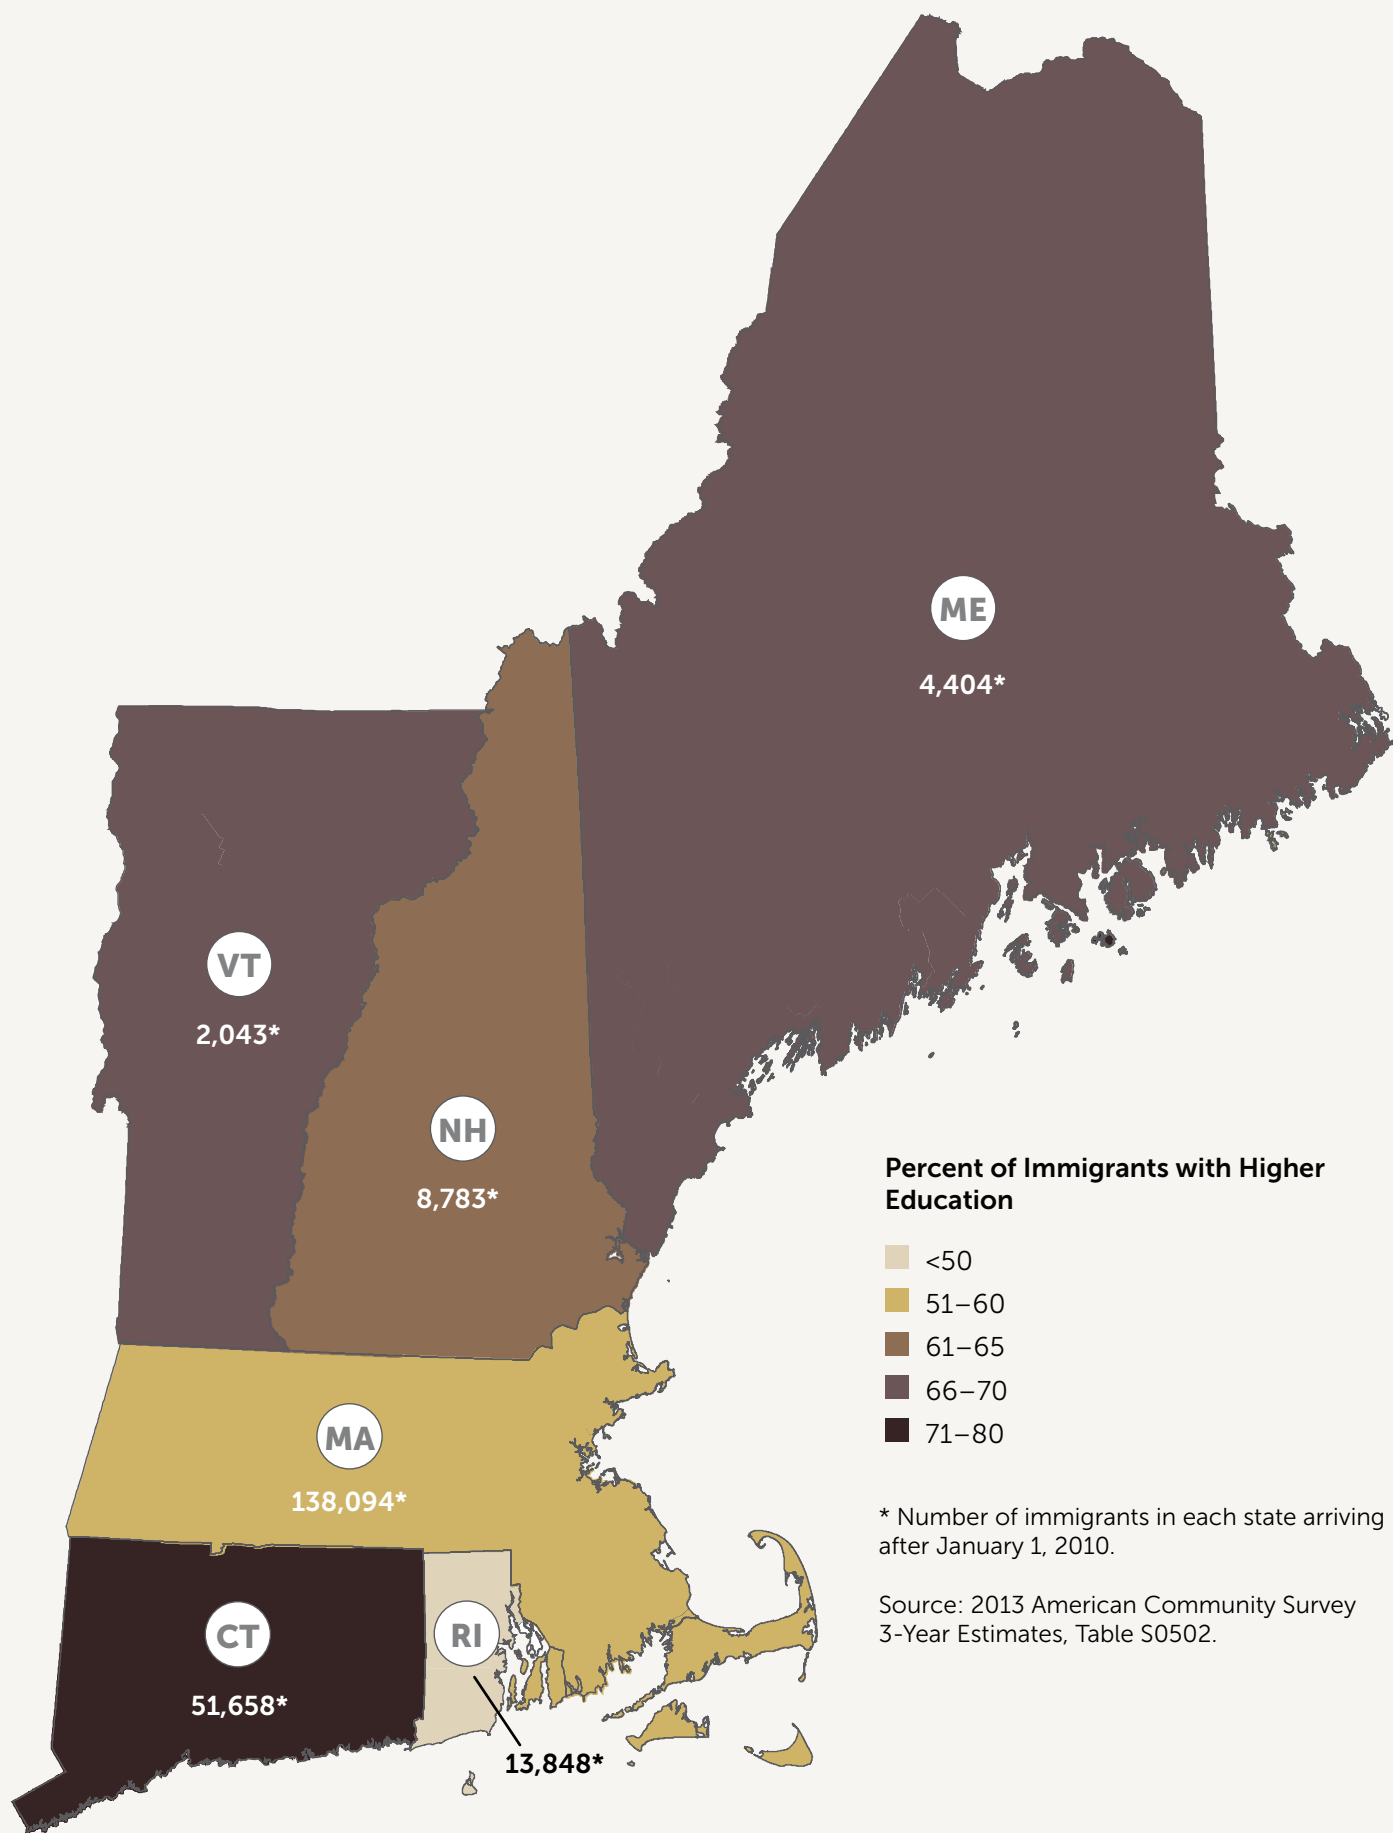 ME
4,404*
VT
2,043*
NH
8,783*
Percent of Immigrants with Higher
Education
<50
51–60
61–65
66–70
71–80
MA
138,094*
* Number of immigrants in each state arriving
after January 1, 2010.
Source: 2013 American Community Survey
3-Year Estimates, Table S0502.
CT
51,658*
RI
13,848*